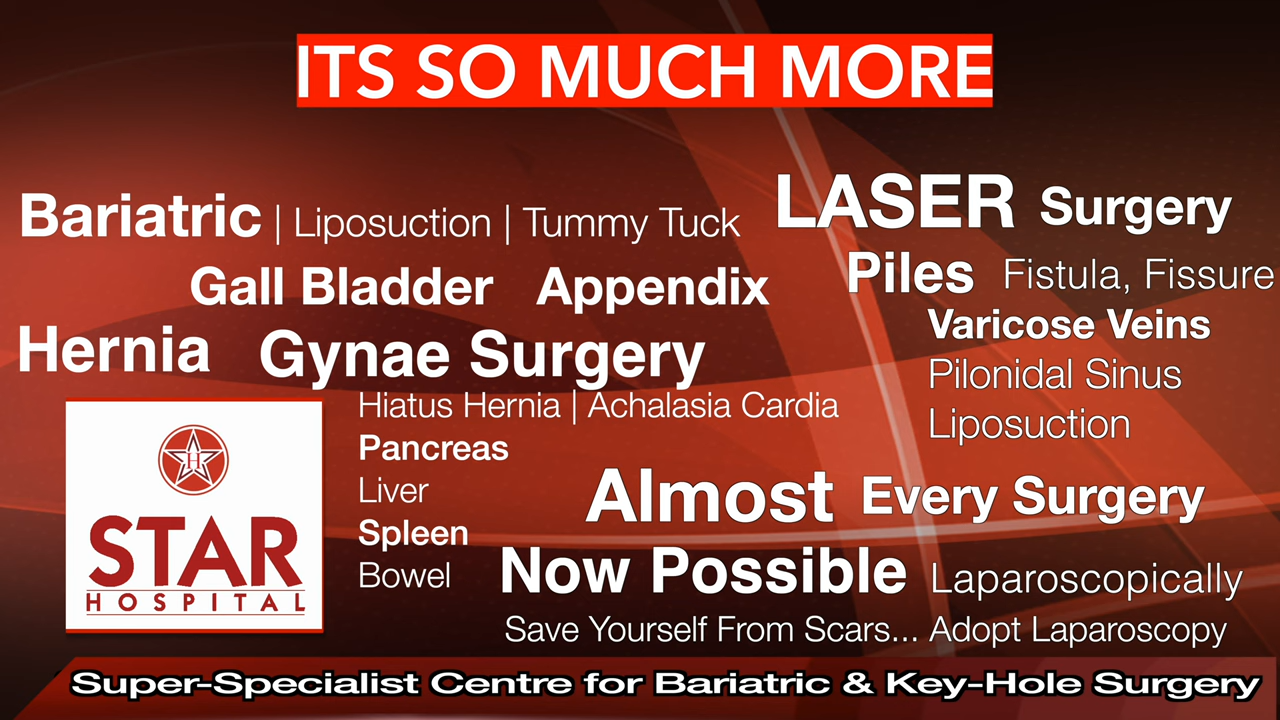 ITS SO MUCH MORE
Bariatric | Liposuction | Tummy Tuck
Gall Bladder Appendix
Hernia Gynae Surgery
Hiatus Hernia | Achalasia Cardia
Pancreas
Liver
Spleen
Bowel
LASER Surgery
Piles Fistula, Fissure
Varicose Veins
Pilonidal Sinus
Liposuction
Almost Every Surgery
Now Possible Laparoscopically
Save Yourself From Scars... Adopt Laparoscopy
H
STAR
HOSPITAL
Super-Specialist Centre for Bariatric & Key-Hole Surgery